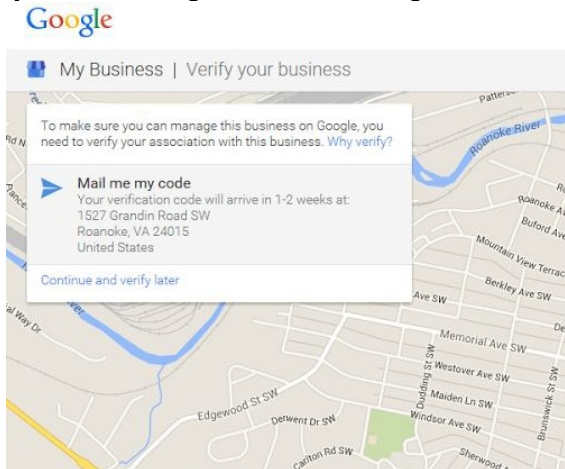 Google
My Business | Verify your business
To make sure you can manage this business on Google, you
need to verify your association with this business. Why verify?
Mail me my code
Your verification code will arrive in 1-2 weeks at:
1527 Grandin Road SW
Roanoke, VA 24015
United States
Continue and verify later
Roanoke River
Roanoke A
Buford Ave
Mountain View Terrac
Berkley Ave SW
Ave SW
Memorial Ave SW
Westover Ave SW
Dudding St SW
Maiden Ln SW
Windsor Ave SW
Brunswick St S
Edgewood St SW
Derwent Dr SW
Carlton Rd SW
Sherwood